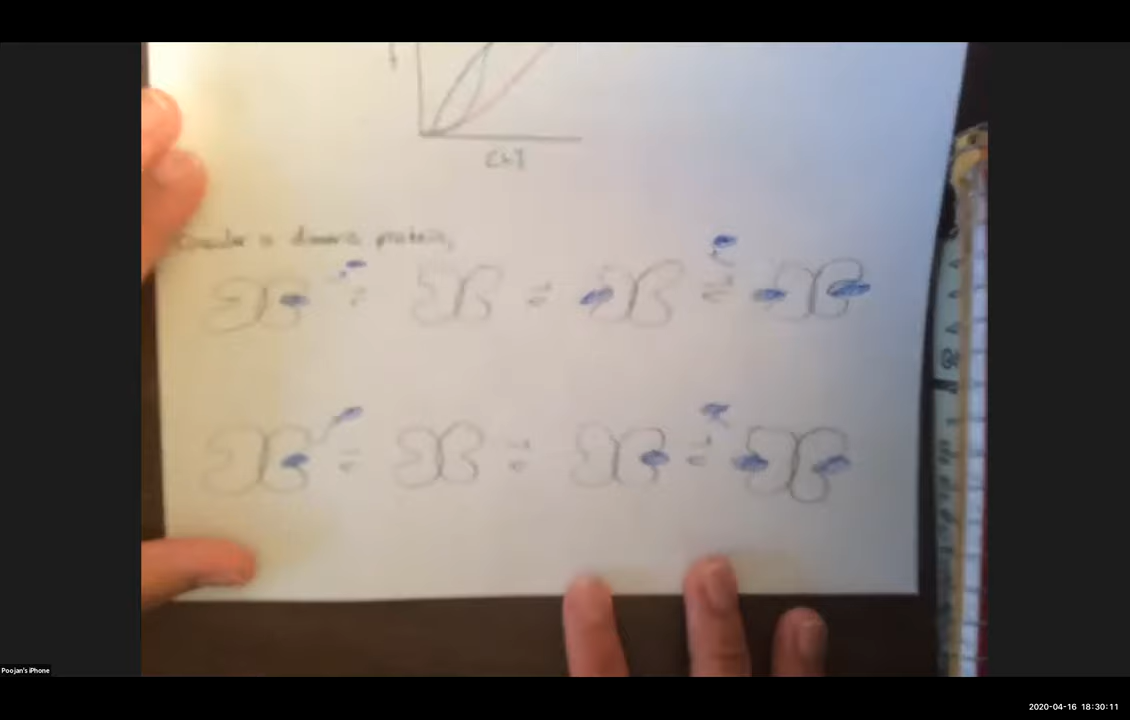 [L]
Consider a dimeric protein,
Poojan's iPhone
2020-04-16 18:30:11